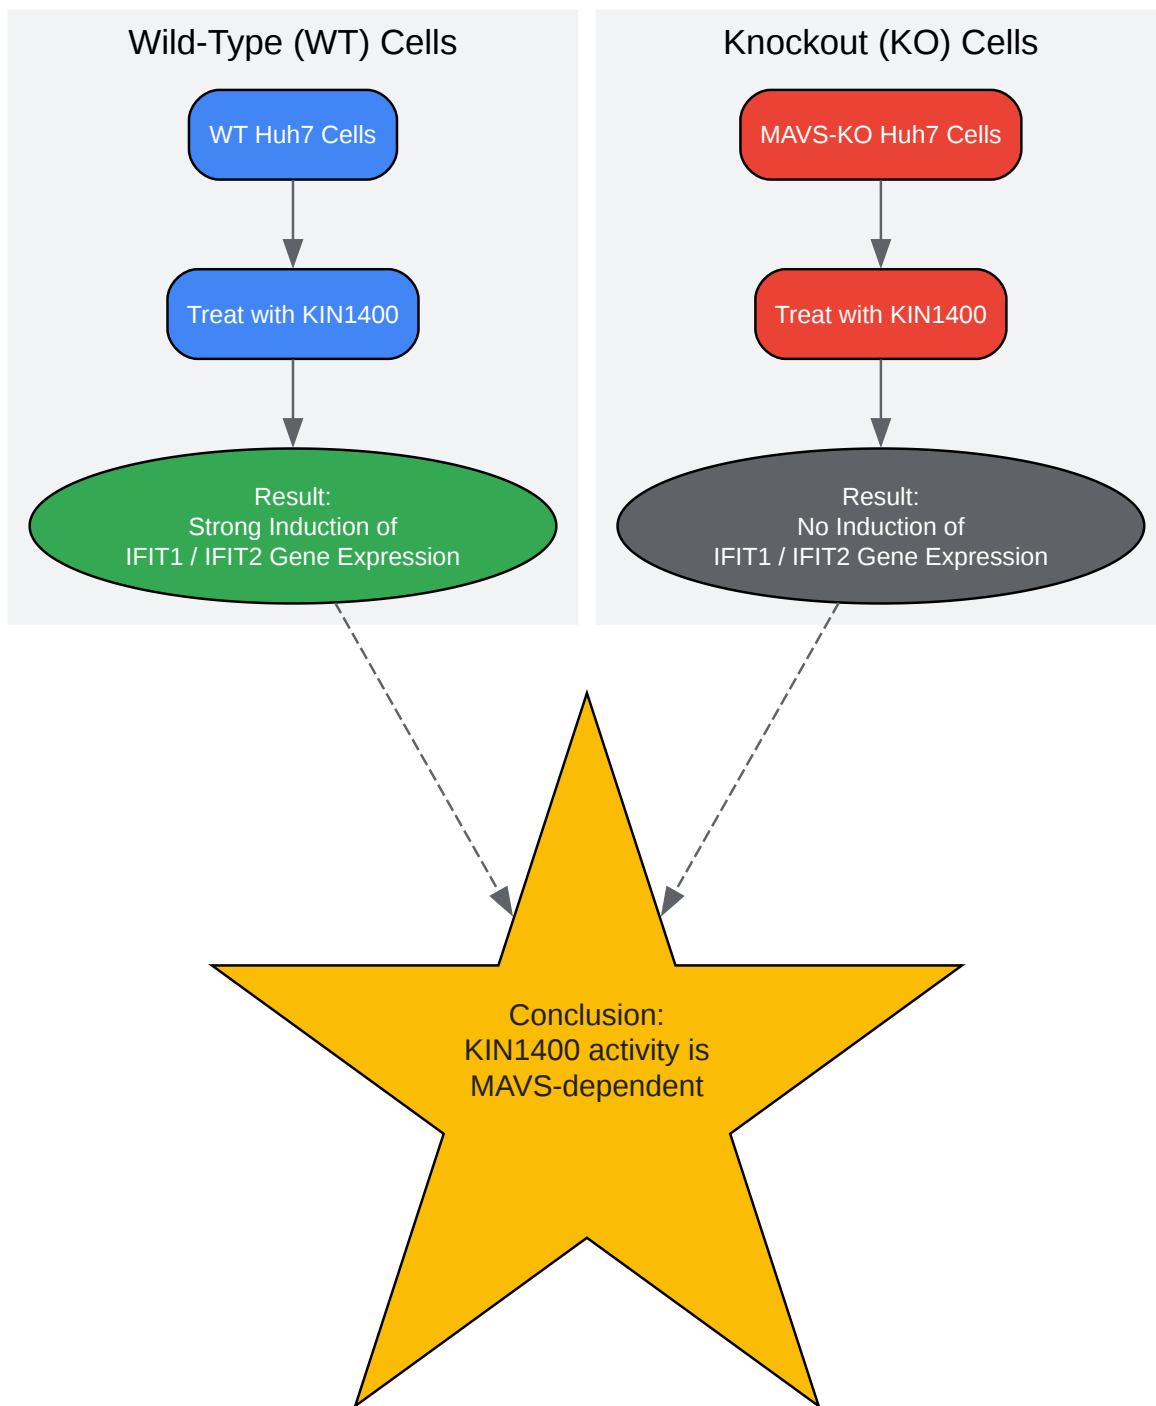 Wild-Type (WT) Cells
WT Huh7 Cells
Treat with KIN1400
Result:
Strong Induction of
IFIT1 / IFIT2 Gene Expression
Knockout (KO) Cells
MAVS-KO Huh7 Cells
Treat with KIN1400
Result:
No Induction of
IFIT1 / IFIT2 Gene Expression
Conclusion:
KIN1400 activity is
MAVS-dependent